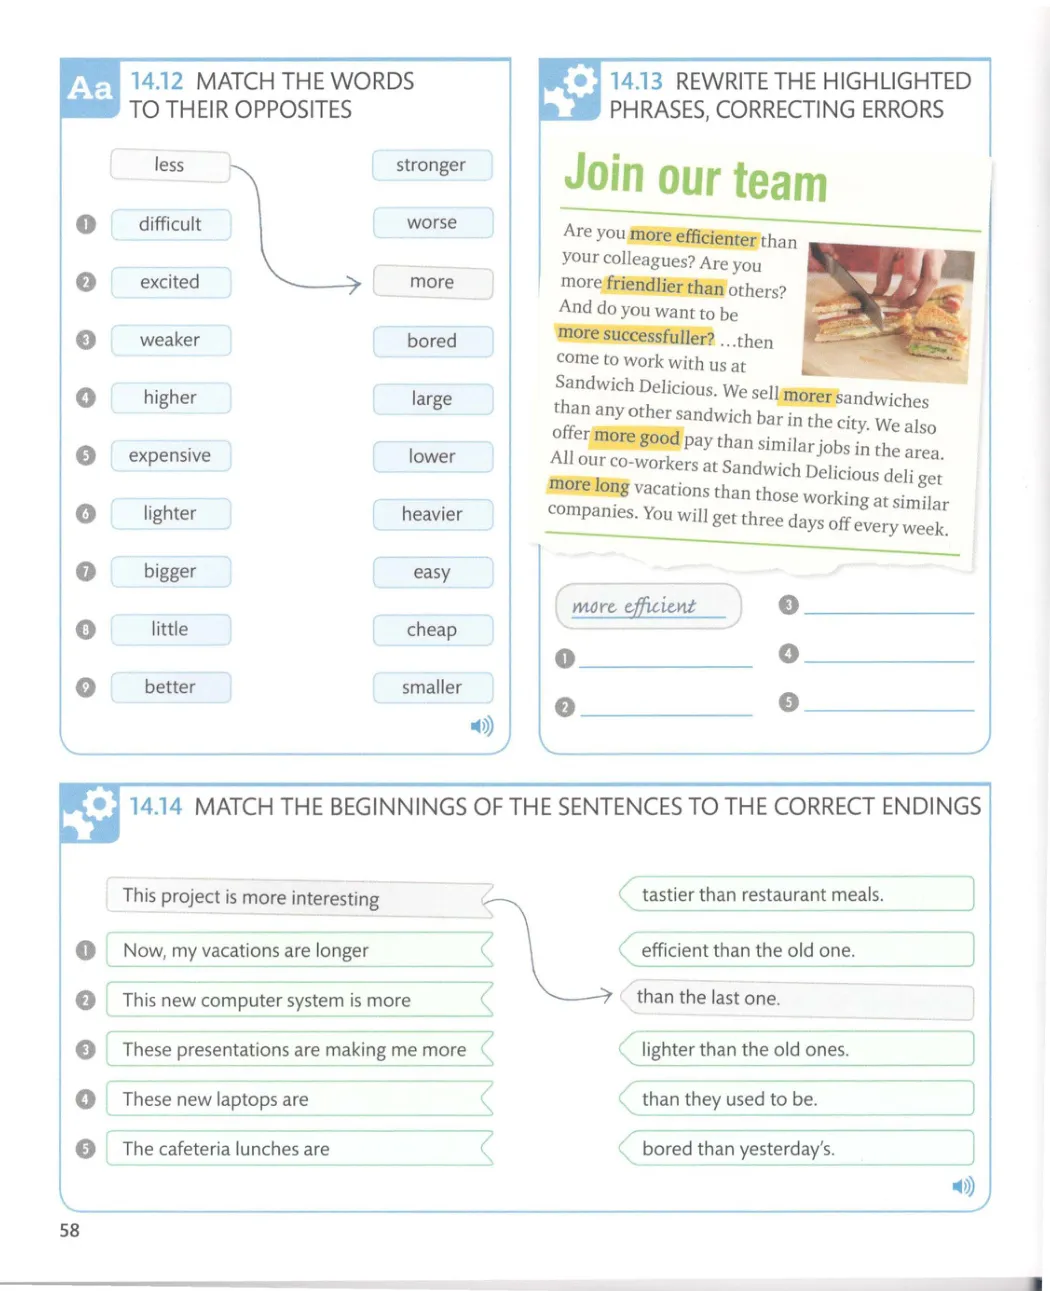 Aa 14.12 MATCH THE WORDS
TO THEIR OPPOSITES
less
1 difficult
2 excited
3 weaker
4 higher
5 expensive
6 lighter
7 bigger
8 little
9 better
stronger
worse
more
bored
large
lower
heavier
easy
cheap
smaller
14.13 REWRITE THE HIGHLIGHTED
PHRASES, CORRECTING ERRORS
Join our team
Are you more efficienter than
your colleagues? Are you
more friendlier than others?
And do you want to be
more successfuller? ...then
come to work with us at
Sandwich Delicious. We sell morer sandwiches
than any other sandwich bar in the city. We also
offer more good pay than similar jobs in the area.
All our co-workers at Sandwich Delicious deli get
more long vacations than those working at similar
companies. You will get three days off every week.
more efficient
1
2
3
4
5
14.14 MATCH THE BEGINNINGS OF THE SENTENCES TO THE CORRECT ENDINGS
This project is more interesting
1 Now, my vacations are longer
2 This new computer system is more
3 These presentations are making me more
4 These new laptops are
5 The cafeteria lunches are
tastier than restaurant meals.
efficient than the old one.
than the last one.
lighter than the old ones.
than they used to be.
bored than yesterday's.
58